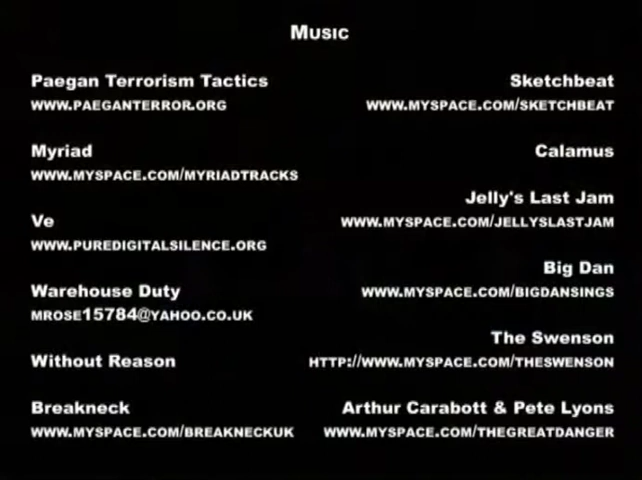 MUSIC
Paegan Terrorism Tactics
WWW.PAEGANTERROR.ORG
Myriad
WWW.MYSPACE.COM/MYRIADTRACKS
Ve
WWW.PUREDIGITALSILENCE.ORG
Warehouse Duty
MROSE15784@YAHOO.CO.UK
Without Reason
Breakneck
WWW.MYSPACE.COM/BREAKNECKUK
Sketchbeat
WWW.MYSPACE.COM/SKETCHBEAT
Calamus
Jelly's Last Jam
WWW.MYSPACE.COM/JELLYSLASTJAM
Big Dan
WWW.MYSPACE.COM/BIGDANSINGS
The Swenson
HTTP://WWW.MYSPACE.COM/THESWENSON
Arthur Carabott & Pete Lyons
WWW.MYSPACE.COM/THEGREATDANGER